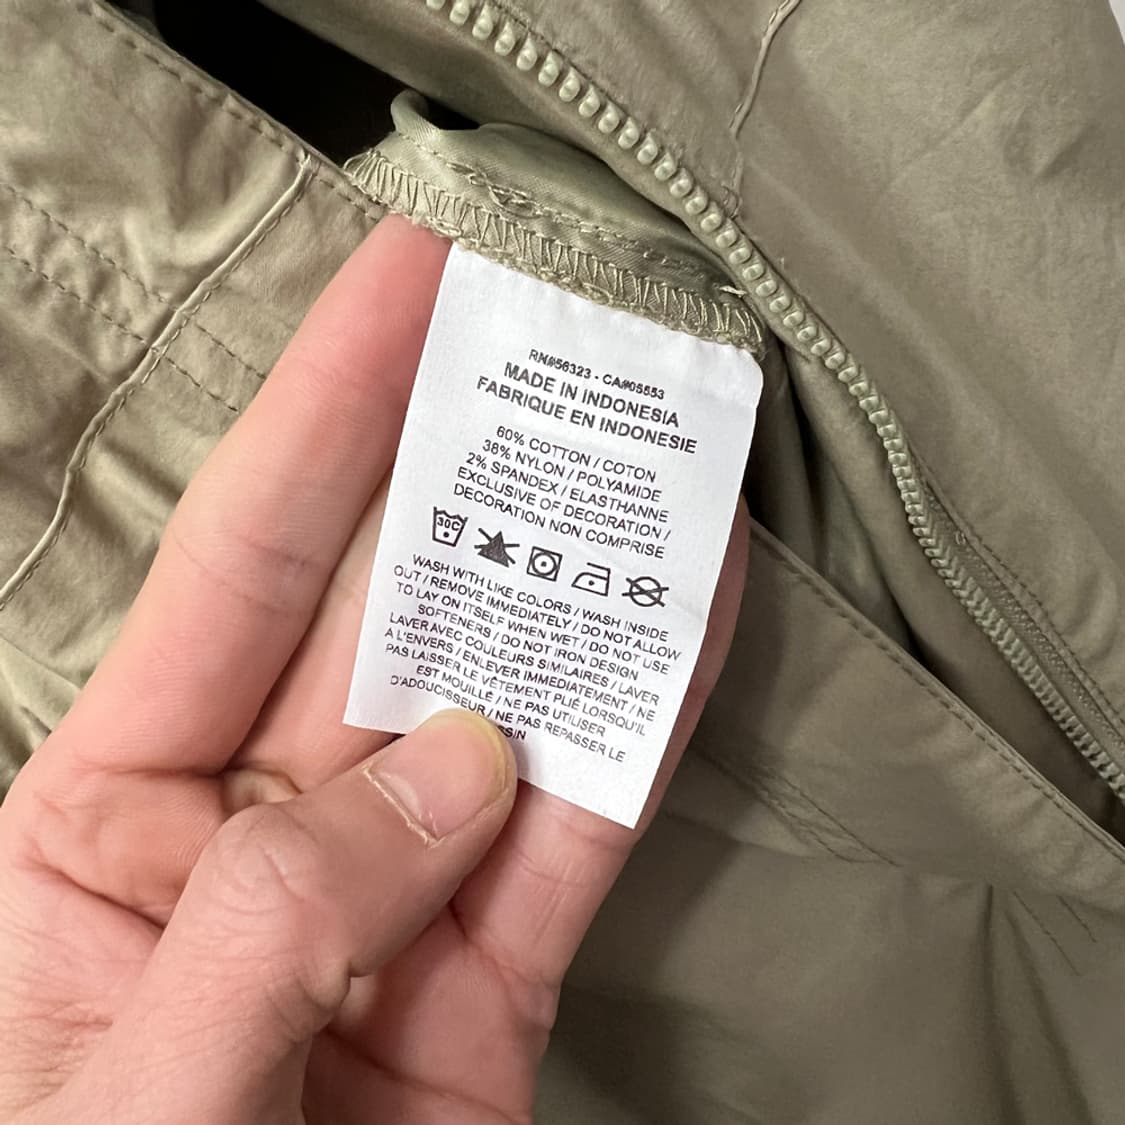 RN#56323 - CA#05553
MADE IN INDONESIA
FABRIQUE EN INDONESIE
60% COTTON / COTON
38% NYLON / POLYAMIDE
2% SPANDEX / ELASTHANNE
EXCLUSIVE OF DECORATION /
DECORATION NON COMPRISE
30C
WASH WITH LIKE COLORS / WASH INSIDE
OUT / REMOVE IMMEDIATELY / DO NOT ALLOW
TO LAY ON ITSELF WHEN WET / DO NOT USE
SOFTENERS / DO NOT IRON DESIGN
LAVER AVEC COULEURS SIMILAIRES / LAVER
À L'ENVERS / ENLEVER IMMEDIATEMENT / NE
PAS LAISSER LE VÊTEMENT PLIÉ LORSQU'IL
EST MOUILLÉ / NE PAS UTILISER
D'ADOUCISSEUR / NE PAS REPASSER LE